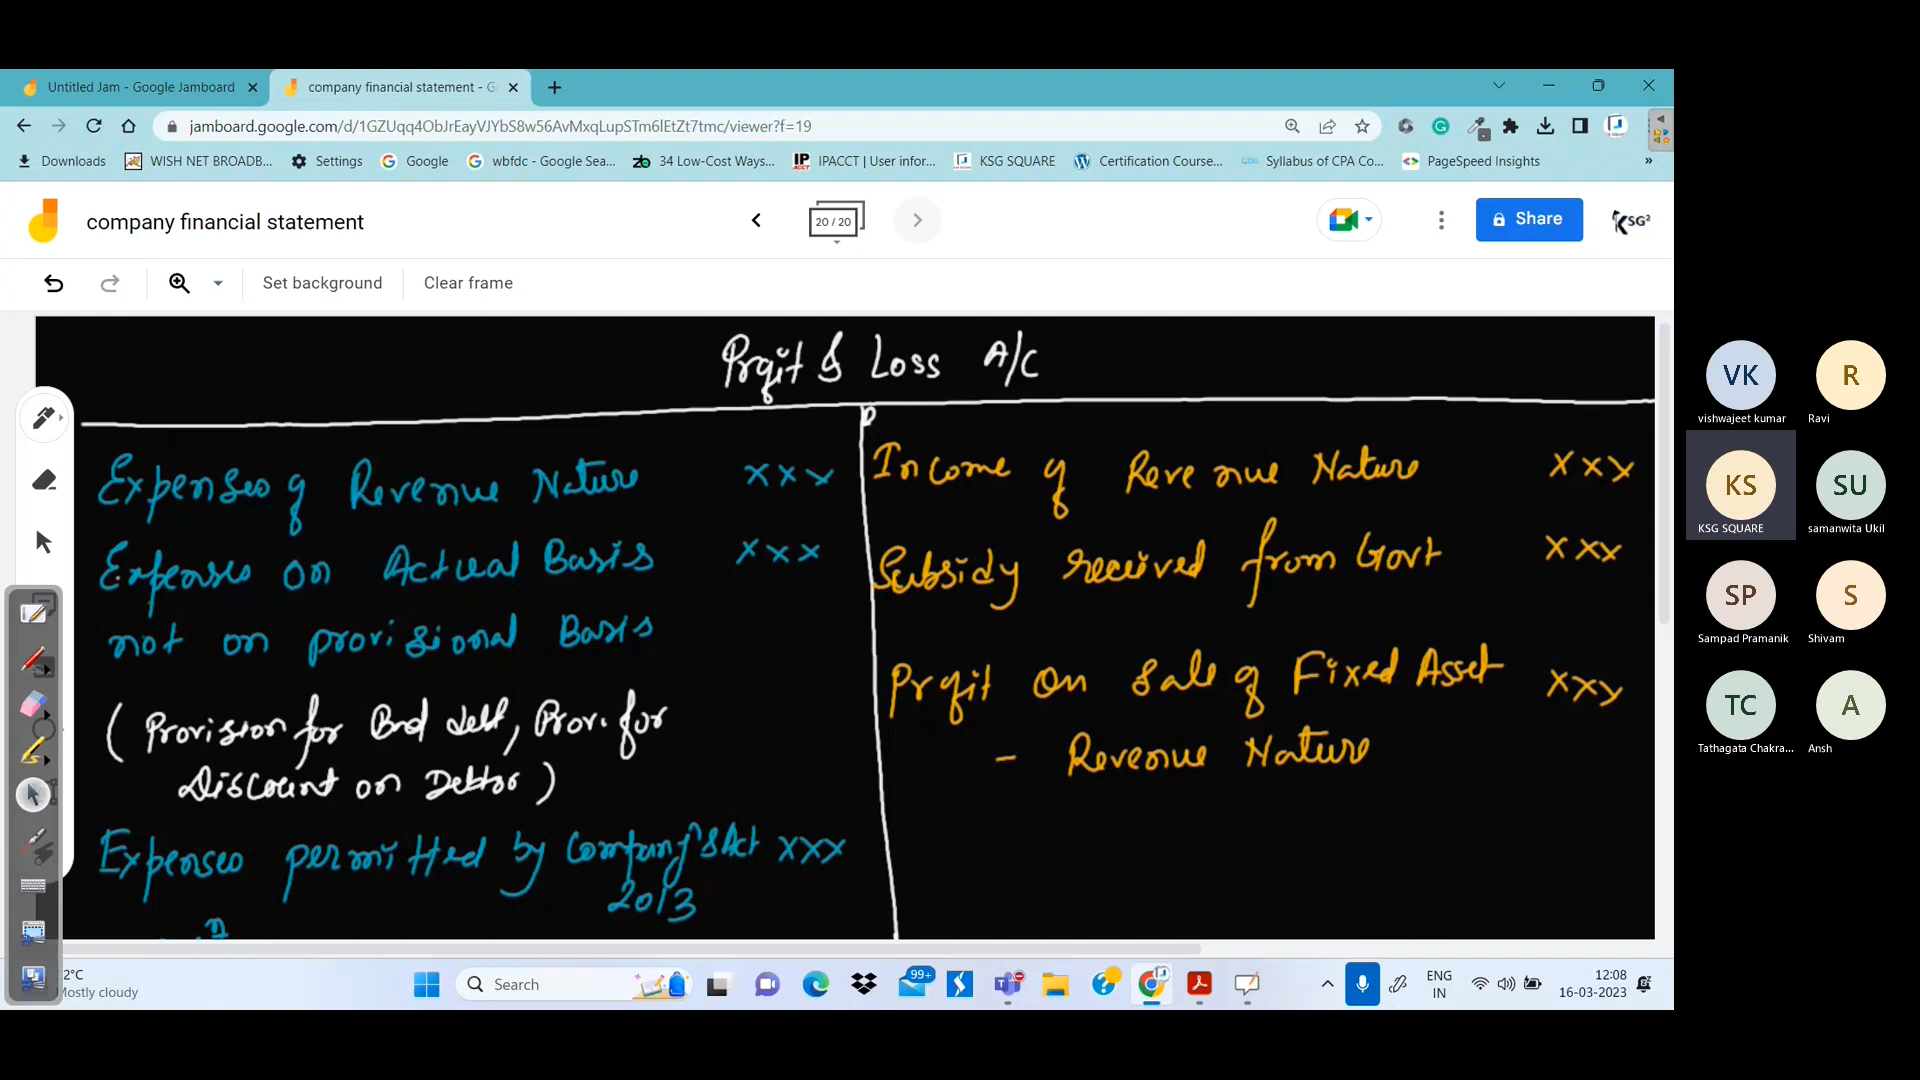 Untitled Jam - Google Jamboard
company financial statement - G
jamboard.google.com/d/1GZUqq4ObJrEayVJYbS8w56AvMxqLupSTm6lEtZt7tmc/viewer?f=19
Downloads WISH NET BROADB... Settings Google wbfdc - Google Sea... 34 Low-Cost Ways... IPACCT | User infor... KSG SQUARE Certification Course... Syllabus of CPA Co... PageSpeed Insights »
company financial statement
20 / 20
Share
KSG²
Set background
Clear frame
Profit & Loss A/C
Expenses of Revenue Nature xxx
Expenses on Actual Basis xxx
not on provisional Basis
(Provision for Bad debt, Provi. for
Discount on Debtor)
Expenses permitted by Company's Act xxx
2013
Income of Revenue Nature xxx
Subsidy received from Govt xxx
Profit on Sale of Fixed Asset xxx
- Revenue Nature
VK
vishwajeet kumar
R
Ravi
KS
KSG SQUARE
SU
samanwita Ukil
SP
Sampad Pramanik
S
Shivam
TC
Tathagata Chakra...
A
Ansh
2°C
Mostly cloudy
Search
99+
ENG
IN
12:08
16-03-2023